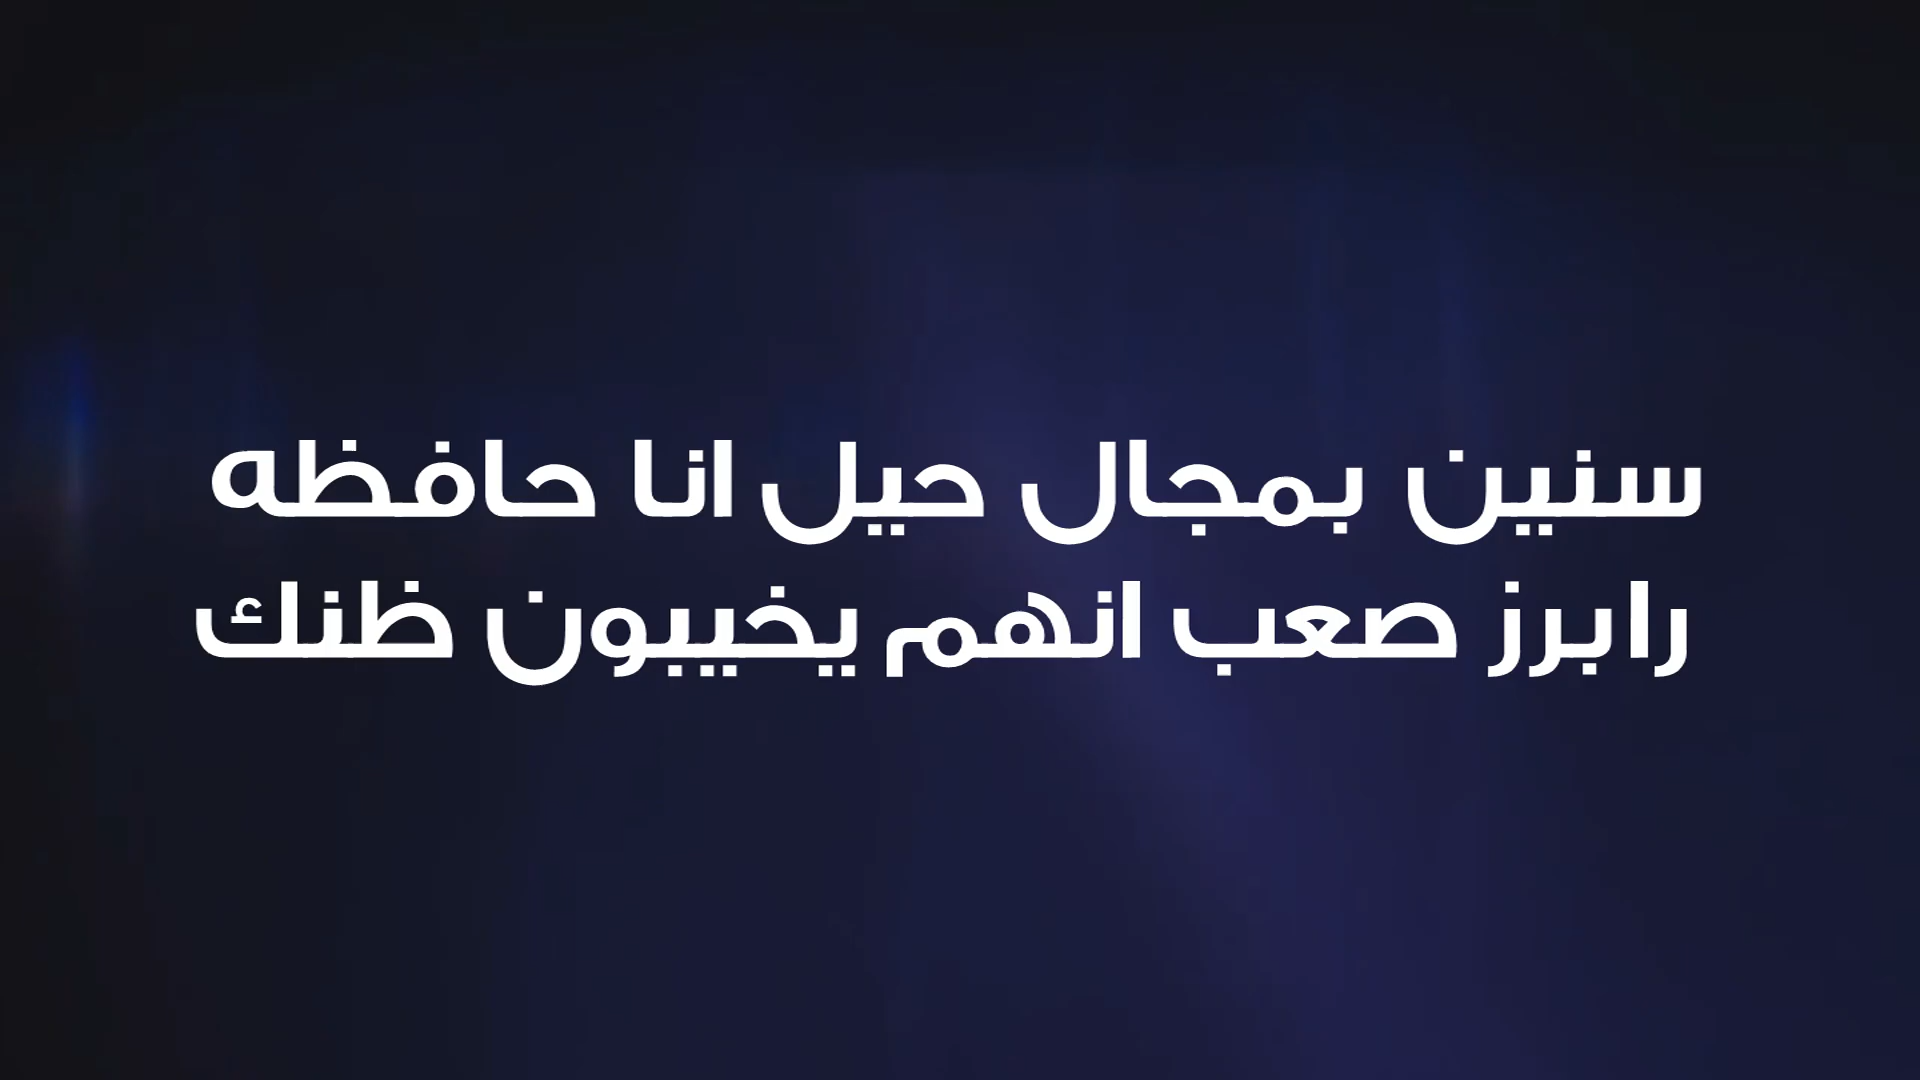 سنين بمجال حيل انا حافظه
رابرز صعب انهم يخيبون ظنك